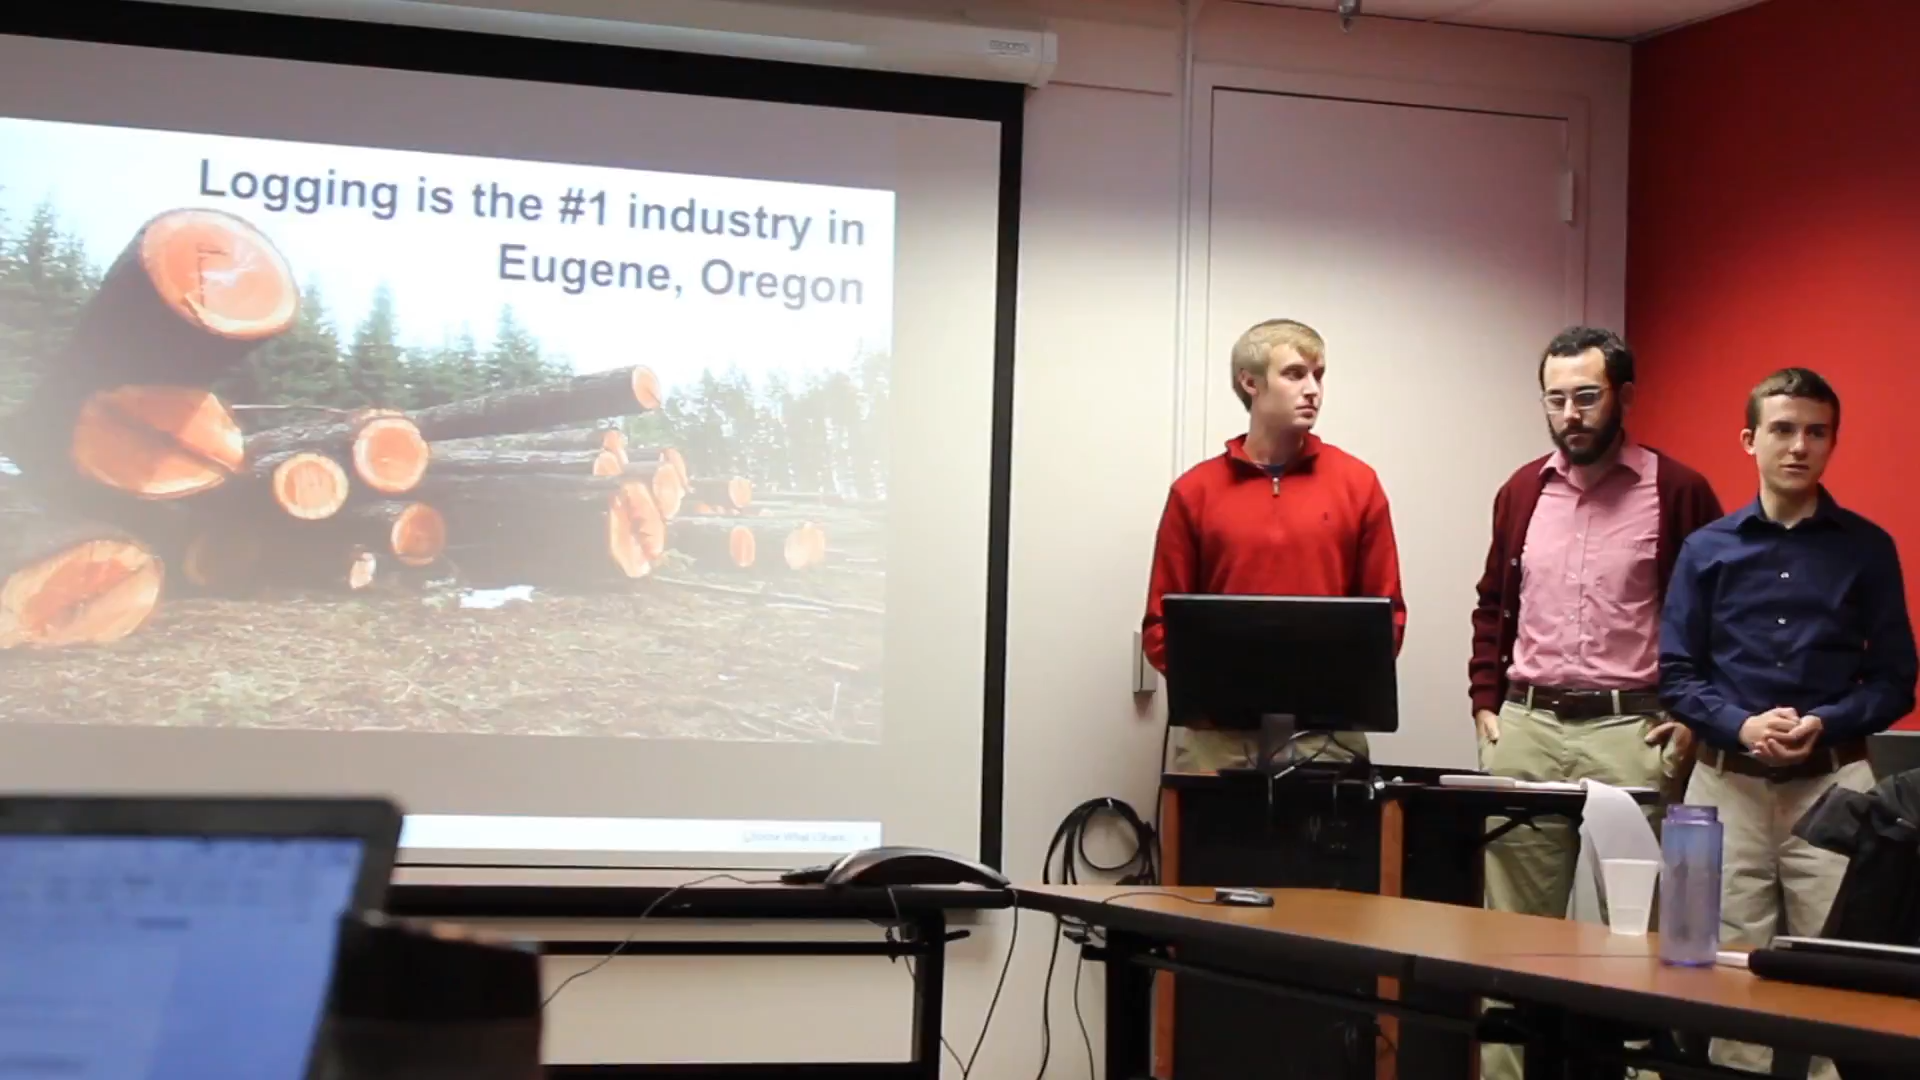 Logging is the #1 industry in
Eugene, Oregon